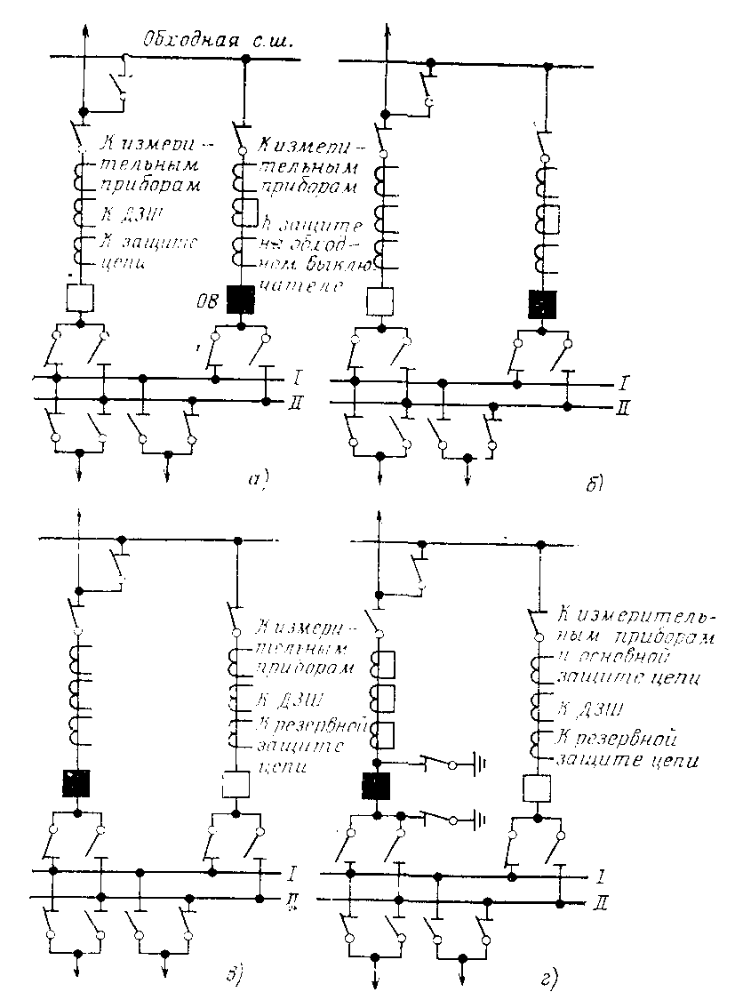 Обходная с.ш.
К измери-
тельным
приборам
К ДЗШ
К защите
цепи
К измери-
тельным
приборам
К защите
на обход-
ном выклю-
чателе
ОВ
I
II
а)
I
II
б)
К измери-
тельным
приборам
К ДЗШ
К резервной
защите
цепи
I
II
в)
К измеритель-
ным приборам
и основной
защите цепи
К ДЗШ
К резервной
защите цепи
I
II
г)